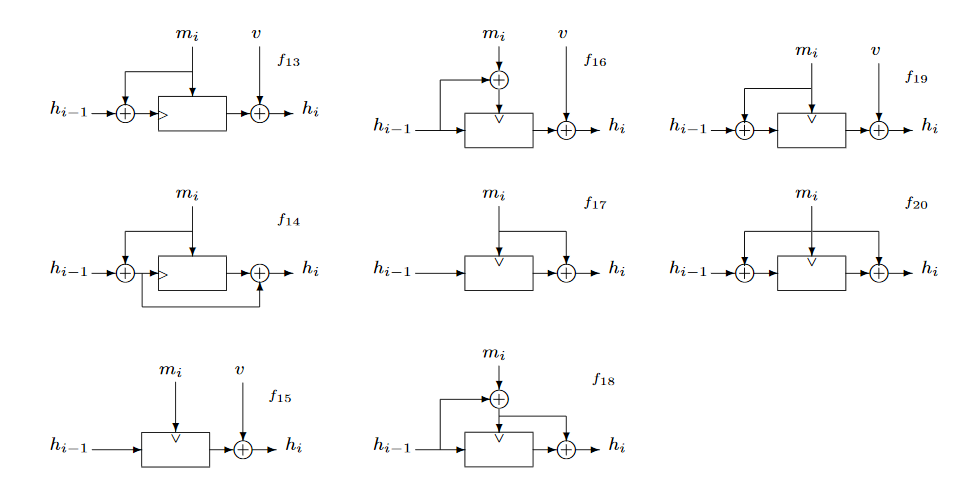 m_i v f_13
h_{i−1} h_i
m_i v f_16
h_{i−1} h_i
m_i v f_19
h_{i−1} h_i
m_i f_14
h_{i−1} h_i
m_i f_17
h_{i−1} h_i
m_i f_20
h_{i−1} h_i
m_i v f_15
h_{i−1} h_i
m_i f_18
h_{i−1} h_i